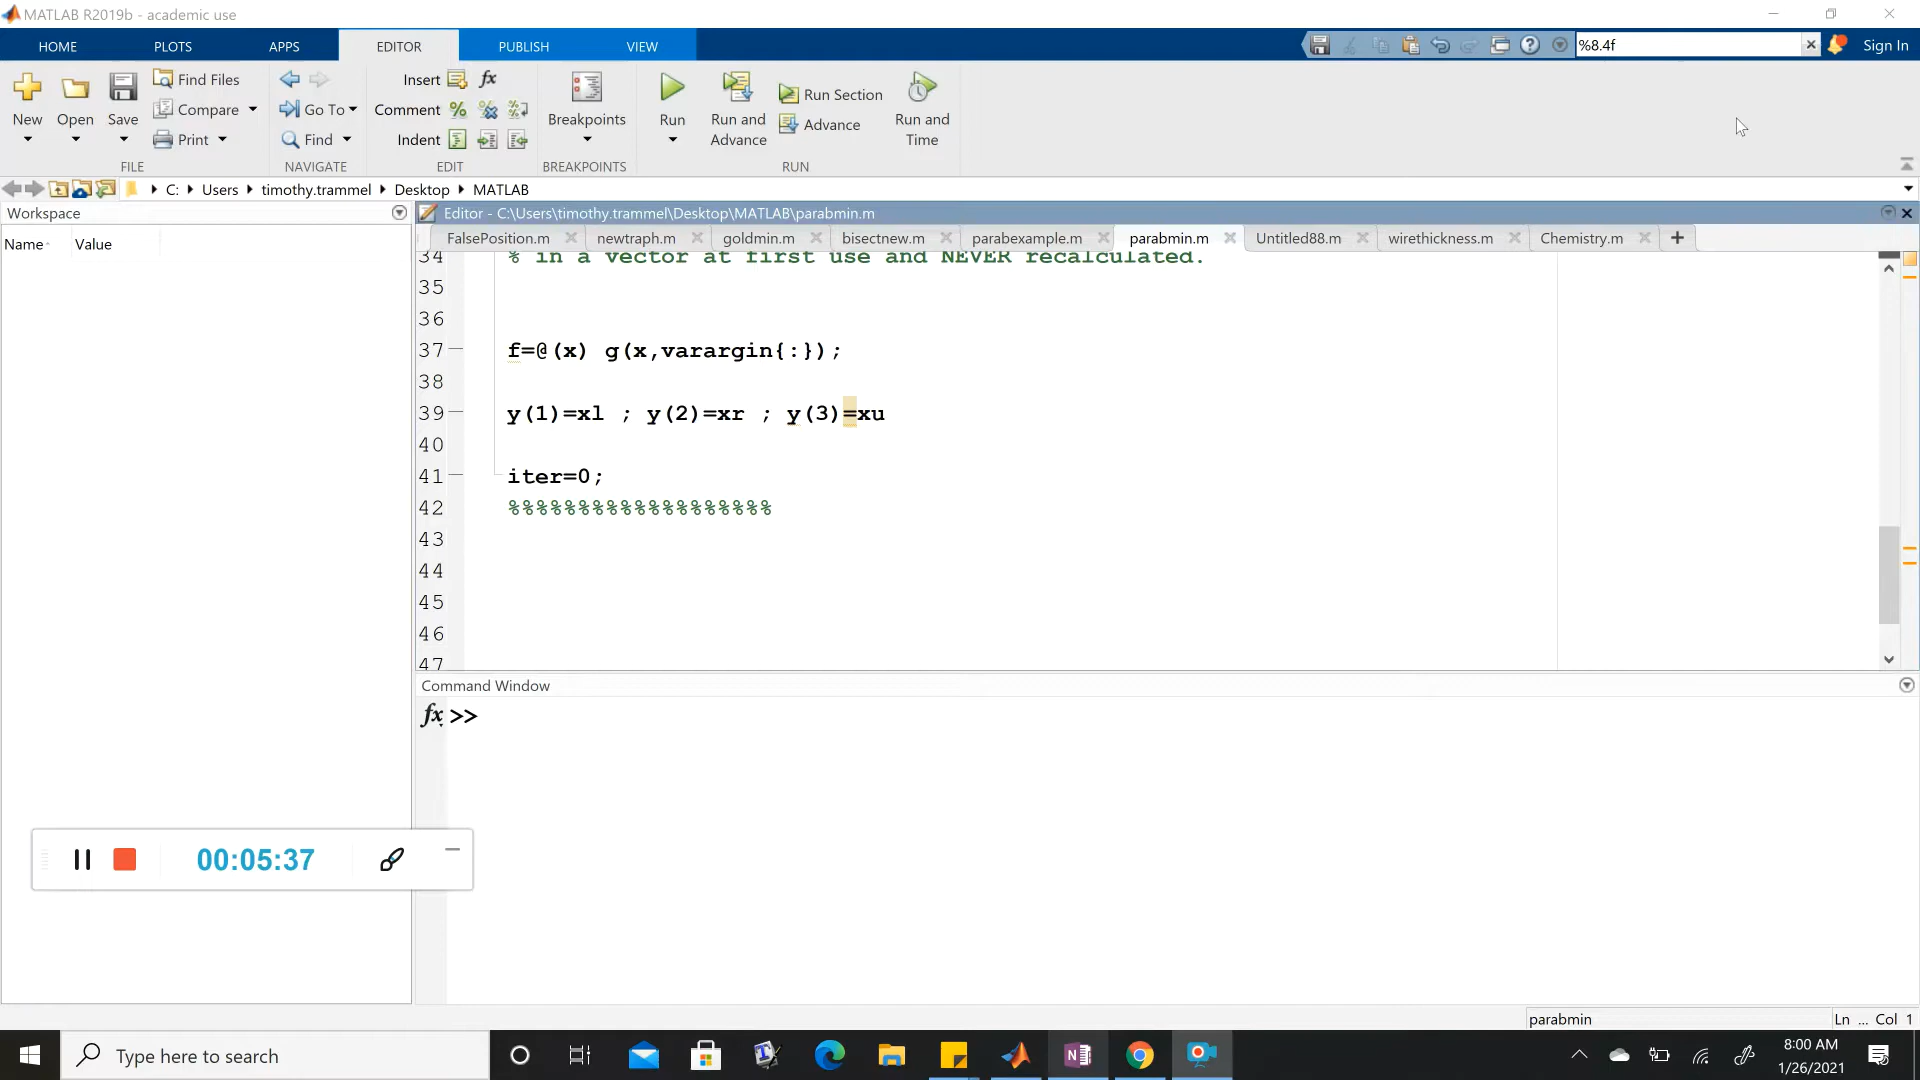 MATLAB R2019b - academic use
HOME PLOTS APPS EDITOR PUBLISH VIEW %8.4f Sign In
New Open Save Find Files Compare Print
Go To Find
Insert fx Comment Indent
Breakpoints
Run Run and Advance Run Section Advance Run and Time
FILE NAVIGATE EDIT BREAKPOINTS RUN
C: Users timothy.trammel Desktop MATLAB
Workspace
Name Value
Editor - C:\Users\timothy.trammel\Desktop\MATLAB\parabmin.m
FalsePosition.m newtraph.m goldmin.m bisectnew.m parabexample.m parabmin.m Untitled88.m wirethickness.m Chemistry.m +
34 % in a vector at first use and NEVER recalculated.
35
36
37 f=@(x) g(x,varargin{:});
38
39 y(1)=xl ; y(2)=xr ; y(3)=xu
40
41 iter=0;
42 %%%%%%%%%%%%%%%%%%%
43
44
45
46
47
Command Window
fx >>
00:05:37
parabmin Ln ... Col 1
Type here to search
8:00 AM
1/26/2021